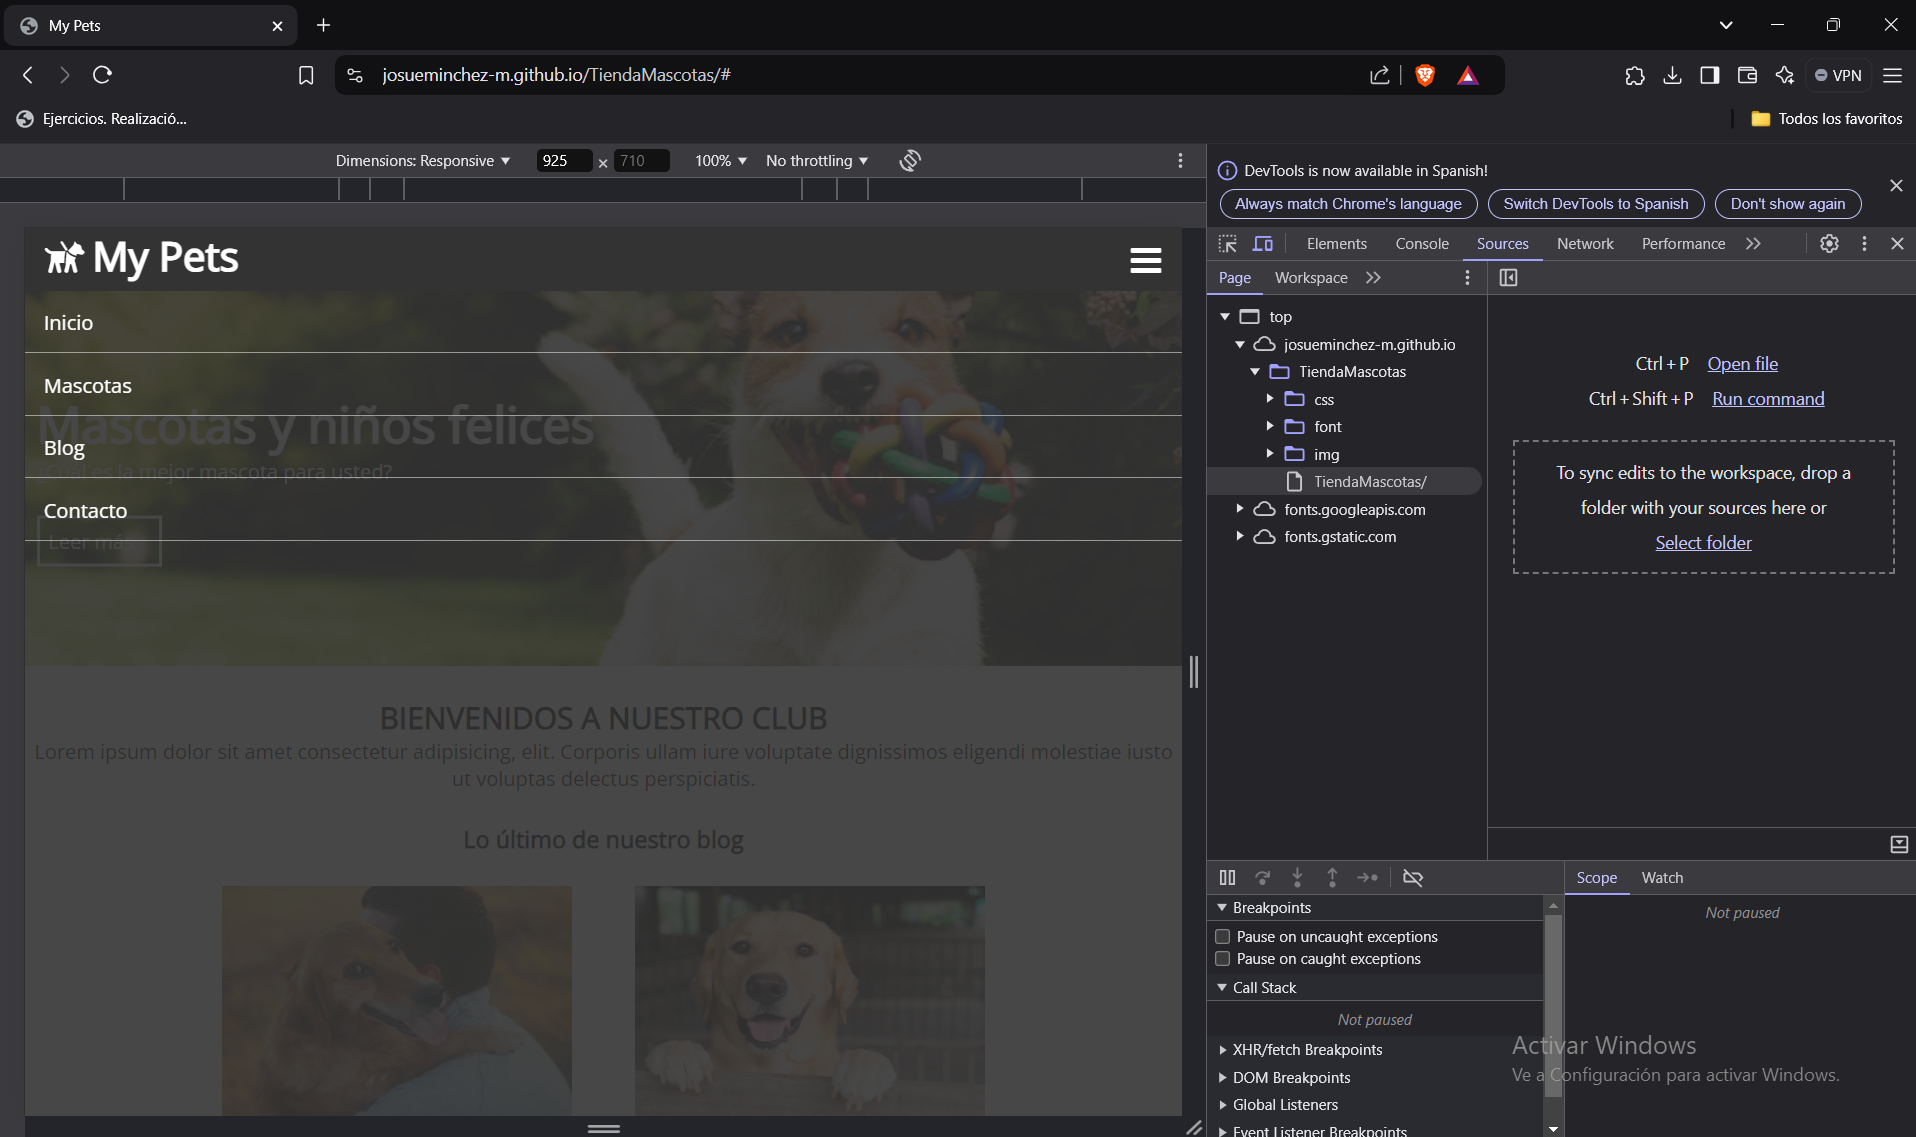 My Pets
josueminchez-m.github.io/TiendaMascotas/#
VPN
Ejercicios. Realizació...
Todos los favoritos
Dimensions: Responsive
925
x
710
100%
No throttling
DevTools is now available in Spanish!
Always match Chrome's language
Switch DevTools to Spanish
Don't show again
Elements
Console
Sources
Network
Performance
Page
Workspace
My Pets
Inicio
Mascotas
Mascotas y niños felices
Blog
¿Cuál es la mejor mascota para usted?
Contacto
Leer más
BIENVENIDOS A NUESTRO CLUB
Lorem ipsum dolor sit amet consectetur adipisicing, elit. Corporis ullam iure voluptate dignissimos eligendi molestiae iusto
ut voluptas delectus perspiciatis.
Lo último de nuestro blog
top
josueminchez-m.github.io
TiendaMascotas
css
font
img
TiendaMascotas/
fonts.googleapis.com
fonts.gstatic.com
Ctrl + P Open file
Ctrl + Shift + P Run command
To sync edits to the workspace, drop a
folder with your sources here or
Select folder
Breakpoints
Pause on uncaught exceptions
Pause on caught exceptions
Call Stack
Not paused
XHR/fetch Breakpoints
DOM Breakpoints
Global Listeners
Event Listener Breakpoints
Scope
Watch
Not paused
Activar Windows
Ve a Configuración para activar Windows.